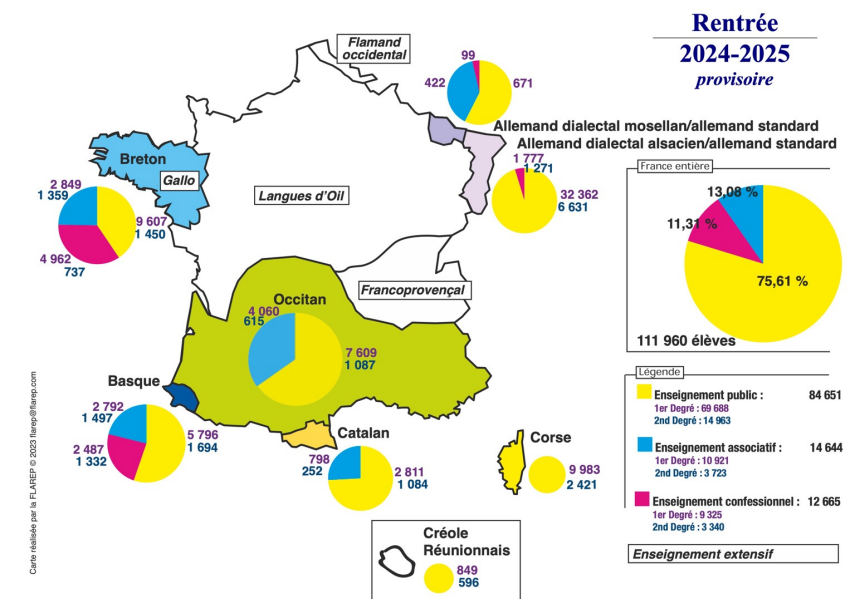 Rentrée
2024-2025
provisoire
Flamand
occidental
99
422
671
Allemand dialectal mosellan/allemand standard
Allemand dialectal alsacien/allemand standard
1 777
1 271
32 362
6 631
Breton
Gallo
2 849
1 359
9 607
1 450
4 962
737
Langues d'Oil
Francoprovençal
Occitan
4 060
615
7 609
1 087
Basque
2 792
1 497
5 796
1 694
2 487
1 332
Catalan
798
252
2 811
1 084
Corse
9 983
2 421
Créole
Réunnionais
849
596
France entière
13,08 %
11,31 %
75,61 %
111 960 élèves
Légende
Enseignement public : 84 651
1er Degré : 69 688
2nd Degré : 14 963
Enseignement associatif : 14 644
1er Degré : 10 921
2nd Degré : 3 723
Enseignement confessionnel : 12 665
1er Degré : 9 325
2nd Degré : 3 340
Enseignement extensif
Carte réalisée par la FLAREP © 2023 flarep@flarep.com